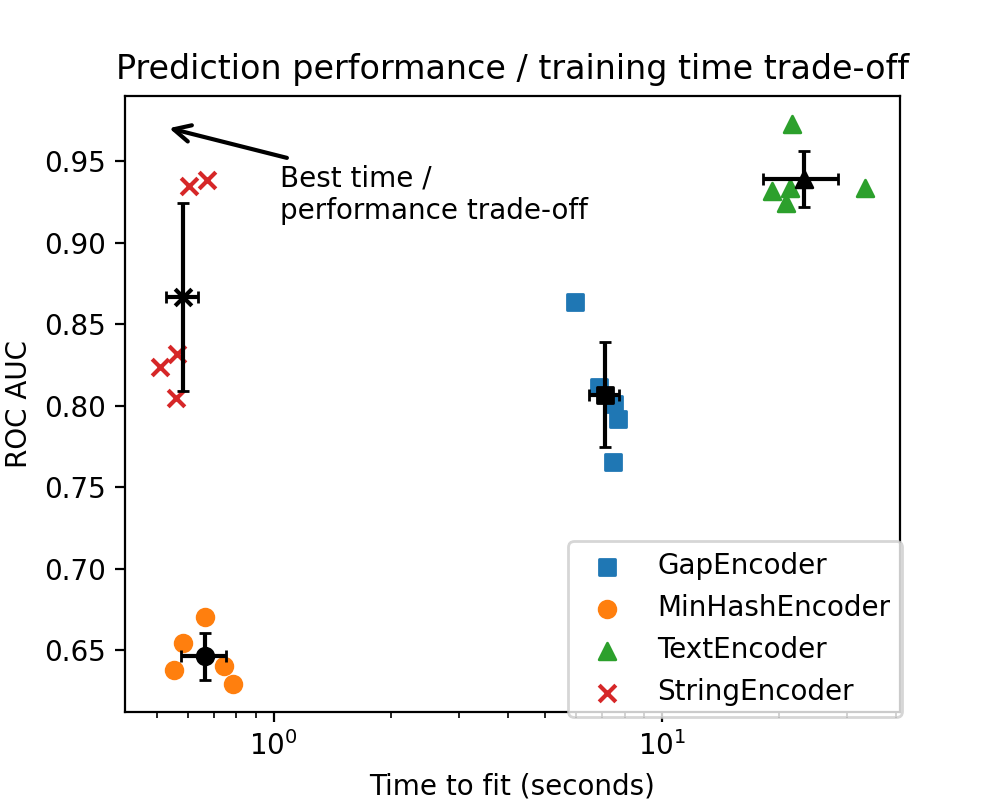 Prediction performance / training time trade-off
Best time /
performance trade-off
0.95
0.90
0.85
0.80
0.75
0.70
0.65
ROC AUC
GapEncoder
MinHashEncoder
TextEncoder
StringEncoder
10⁰
10¹
Time to fit (seconds)